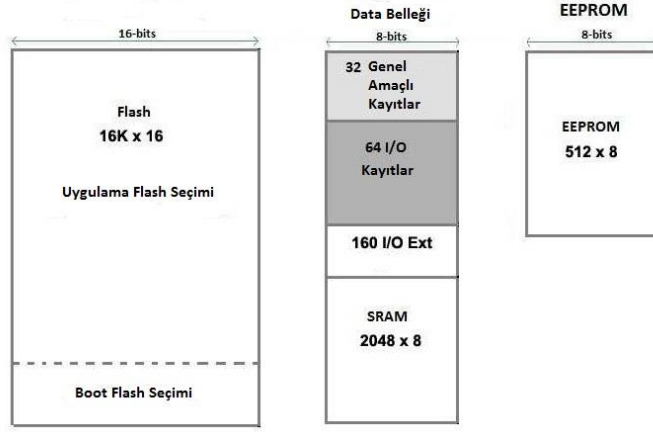 16-bits
Flash
16K x 16
Uygulama Flash Seçimi
Boot Flash Seçimi
Data Belleği
8-bits
32 Genel
Amaçlı
Kayıtlar
64 I/O
Kayıtlar
160 I/O Ext
SRAM
2048 x 8
EEPROM
8-bits
EEPROM
512 x 8